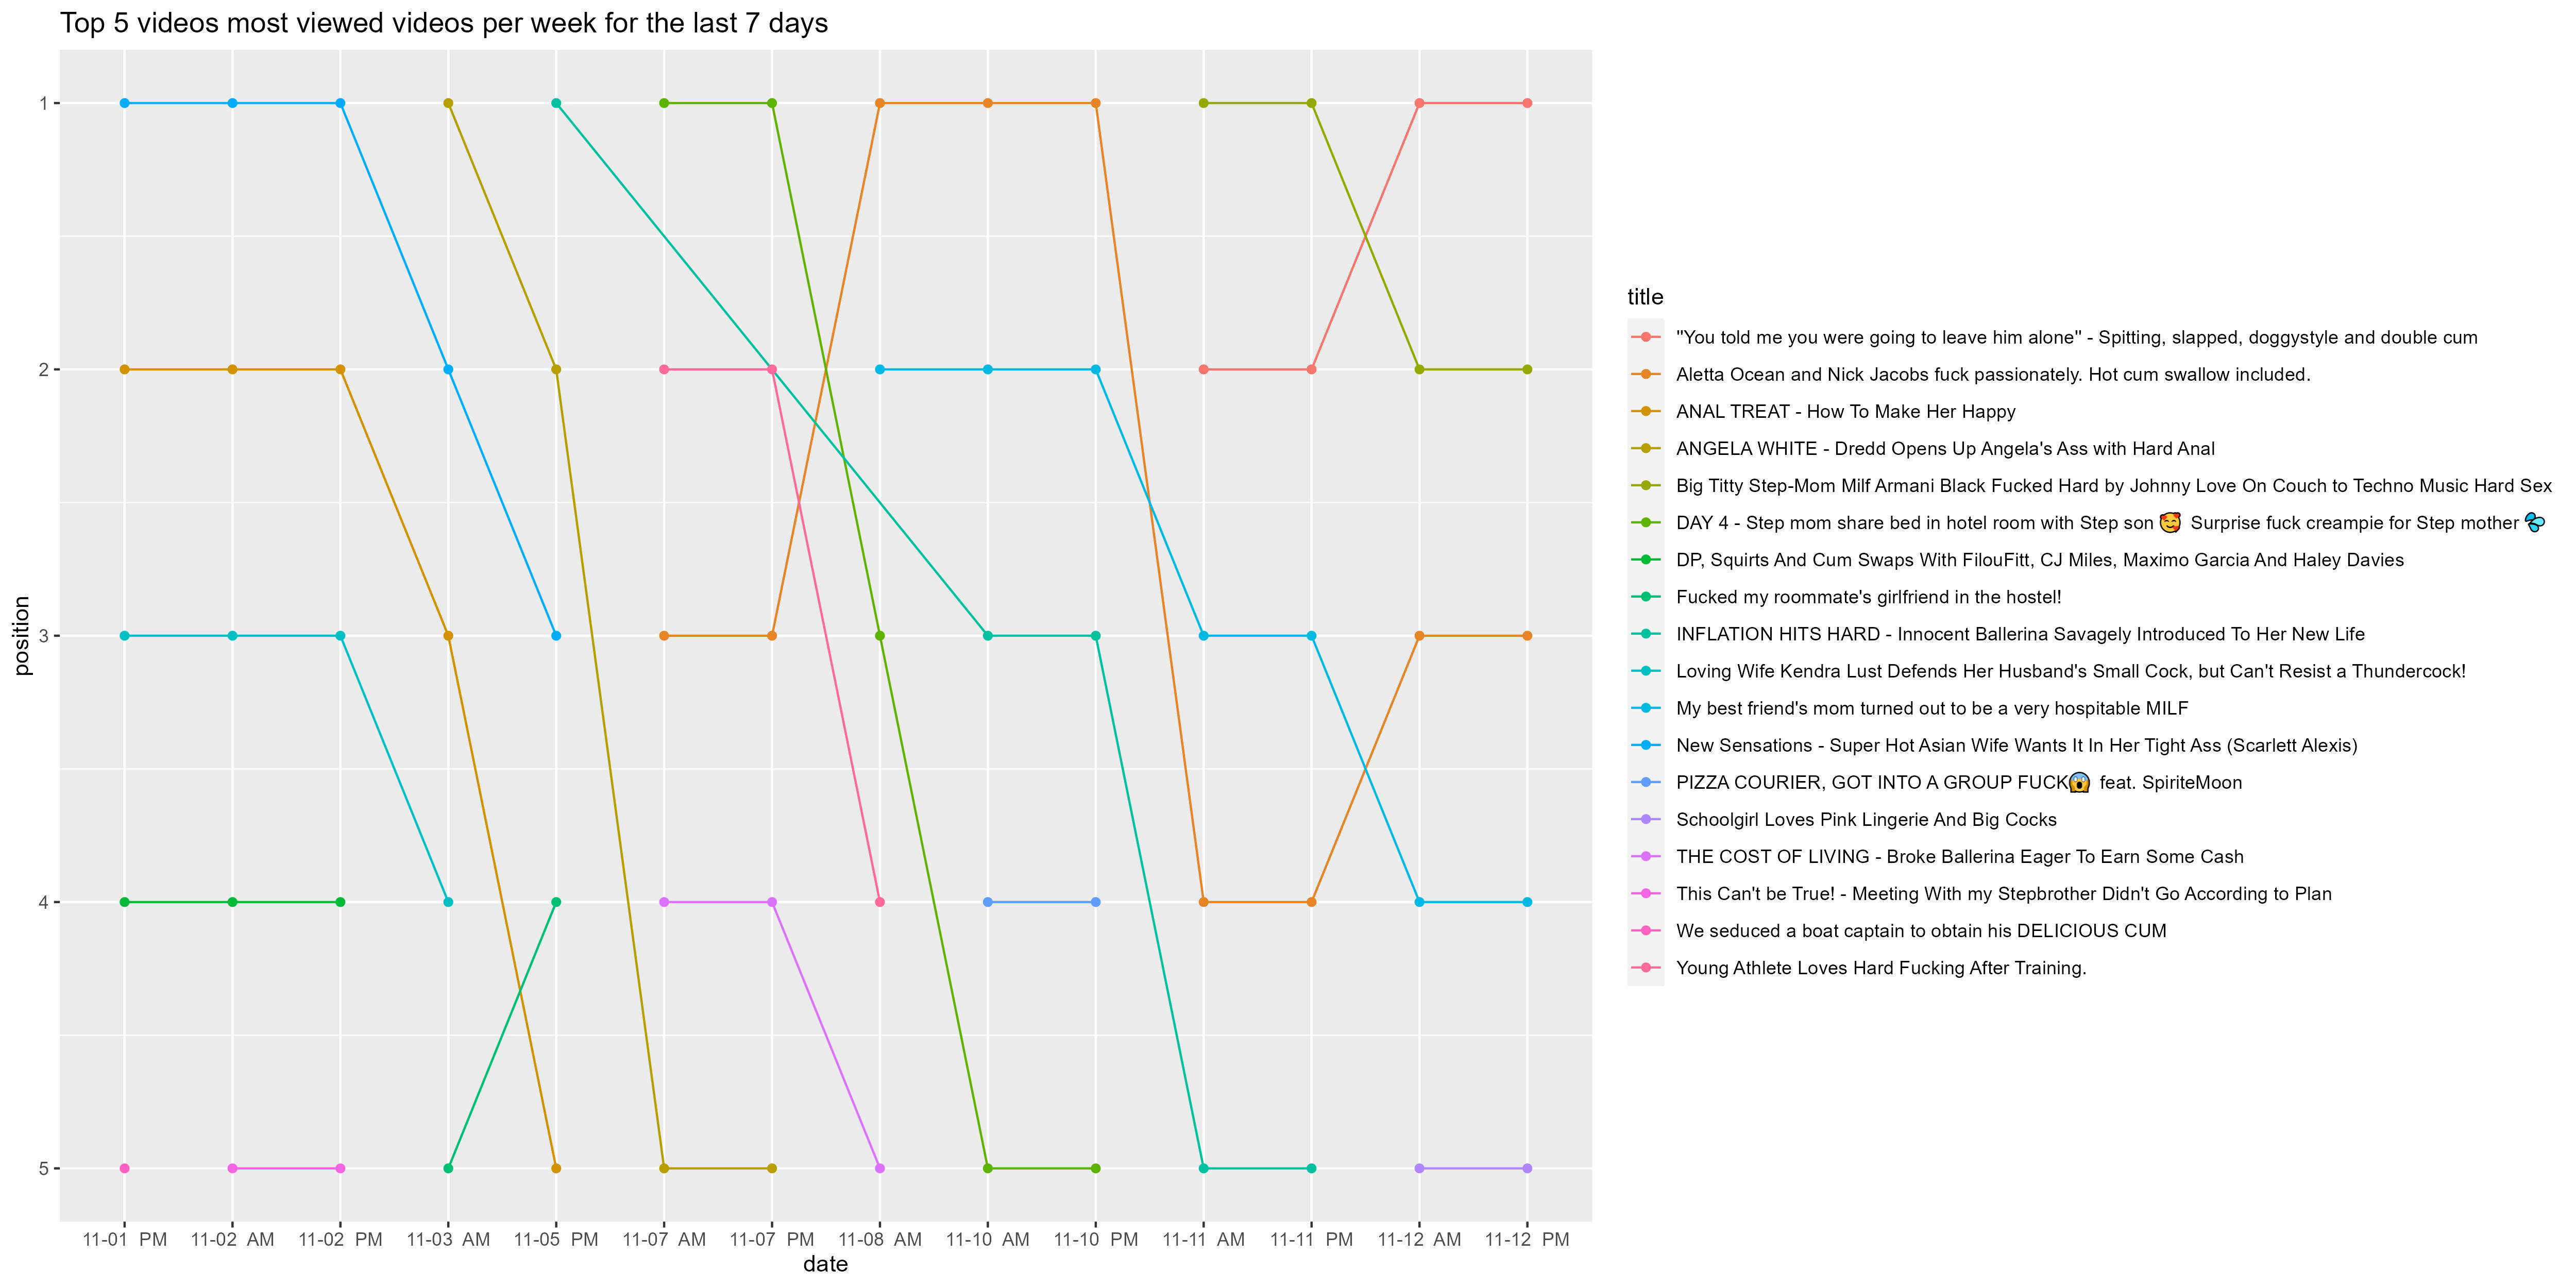 Top 5 videos most viewed videos per week for the last 7 days
position
1
2
3
4
5
11-01 PM
11-02 AM
11-02 PM
11-03 AM
11-05 PM
11-07 AM
11-07 PM
11-08 AM
11-10 AM
11-10 PM
11-11 AM
11-11 PM
11-12 AM
11-12 PM
date
title
"You told me you were going to leave him alone" - Spitting, slapped, doggystyle and double cum
Aletta Ocean and Nick Jacobs fuck passionately. Hot cum swallow included.
ANAL TREAT - How To Make Her Happy
ANGELA WHITE - Dredd Opens Up Angela's Ass with Hard Anal
Big Titty Step-Mom Milf Armani Black Fucked Hard by Johnny Love On Couch to Techno Music Hard Sex
DAY 4 - Step mom share bed in hotel room with Step son 🥰 Surprise fuck creampie for Step mother 💦
DP, Squirts And Cum Swaps With FilouFitt, CJ Miles, Maximo Garcia And Haley Davies
Fucked my roommate's girlfriend in the hostel!
INFLATION HITS HARD - Innocent Ballerina Savagely Introduced To Her New Life
Loving Wife Kendra Lust Defends Her Husband's Small Cock, but Can't Resist a Thundercock!
My best friend's mom turned out to be a very hospitable MILF
New Sensations - Super Hot Asian Wife Wants It In Her Tight Ass (Scarlett Alexis)
PIZZA COURIER, GOT INTO A GROUP FUCK😱 feat. SpiriteMoon
Schoolgirl Loves Pink Lingerie And Big Cocks
THE COST OF LIVING - Broke Ballerina Eager To Earn Some Cash
This Can't be True! - Meeting With my Stepbrother Didn't Go According to Plan
We seduced a boat captain to obtain his DELICIOUS CUM
Young Athlete Loves Hard Fucking After Training.